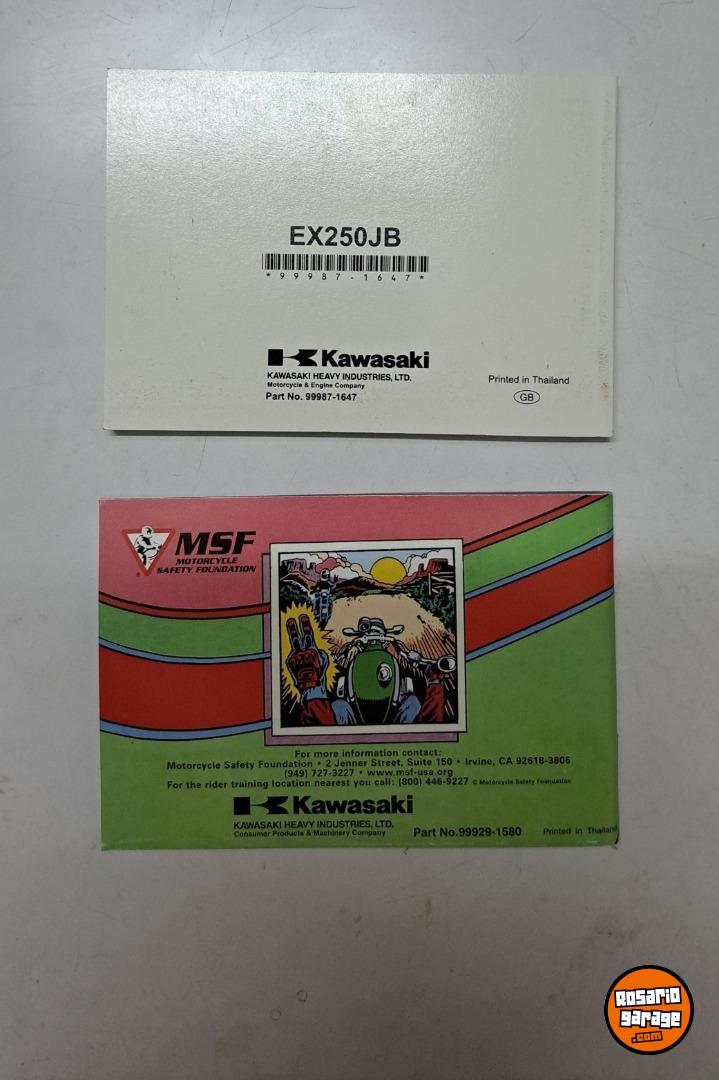 EX250JB
*99987-1647*
Kawasaki
KAWASAKI HEAVY INDUSTRIES, LTD.
Motorcycle & Engine Company
Part No. 99987-1647
Printed in Thailand
GB
MSF
MOTORCYCLE
SAFETY FOUNDATION
For more information contact:
Motorcycle Safety Foundation • 2 Jenner Street, Suite 150 • Irvine, CA 92618-3806
(949) 727-3227 • www.msf-usa.org
For the rider training location nearest you call: (800) 446-9227 © Motorcycle Safety Foundation
Kawasaki
KAWASAKI HEAVY INDUSTRIES, LTD.
Consumer Products & Machinery Company
Part No.99929-1580
Printed in Thailand
Rosario
garage
.com